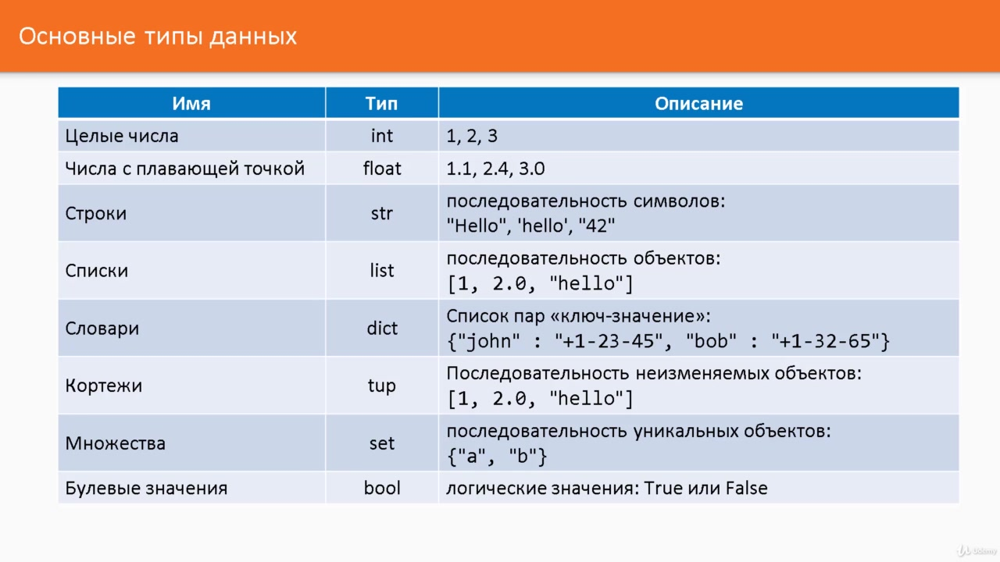 Основные типы данных
Имя Тип Описание
Целые числа int 1, 2, 3
Числа с плавающей точкой float 1.1, 2.4, 3.0
Строки str последовательность символов:
"Hello", 'hello', "42"
Списки list последовательность объектов:
[1, 2.0, "hello"]
Словари dict Список пар «ключ-значение»:
{"john" : "+1-23-45", "bob" : "+1-32-65"}
Кортежи tup Последовательность неизменяемых объектов:
[1, 2.0, "hello"]
Множества set последовательность уникальных объектов:
{"a", "b"}
Булевые значения bool логические значения: True или False
Udemy